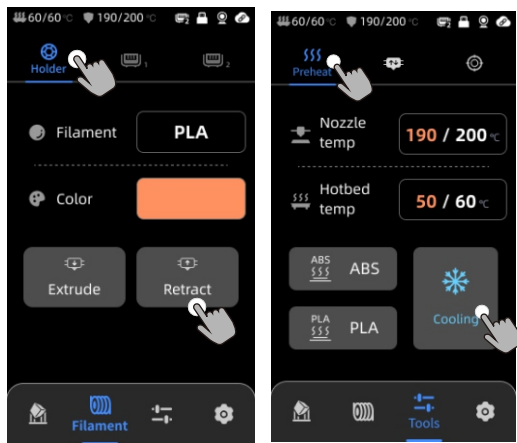 60/60 °C 190/200 °C
Holder 1 2
Filament PLA
Color
Extrude Retract
Filament
60/60 °C 190/200 °C
Preheat
Nozzle
temp
190 / 200 °C
Hotbed
temp
50 / 60 °C
ABS ABS
PLA PLA
Cooling
Tools